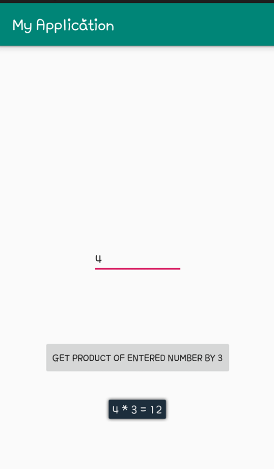 My Application
4
GET PRODUCT OF ENTERED NUMBER BY 3
4 * 3 = 12